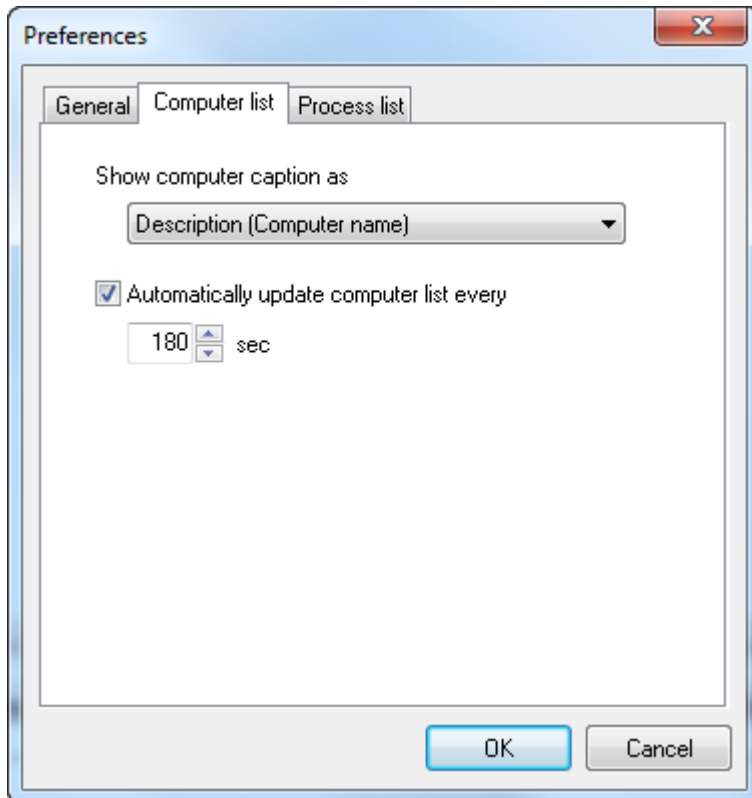 Preferences
General Computer list Process list
Show computer caption as
Description (Computer name)
Automatically update computer list every
180 sec
OK Cancel